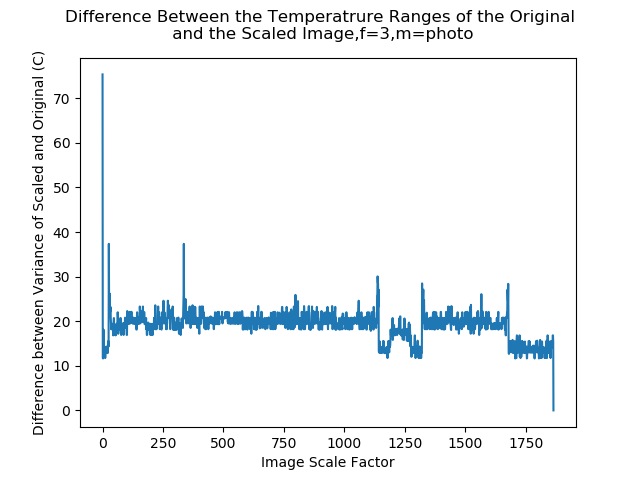 Difference Between the Temperatrure Ranges of the Original
and the Scaled Image,f=3,m=photo
Difference between Variance of Scaled and Original (C)
70
60
50
40
30
20
10
0
0 250 500 750 1000 1250 1500 1750
Image Scale Factor